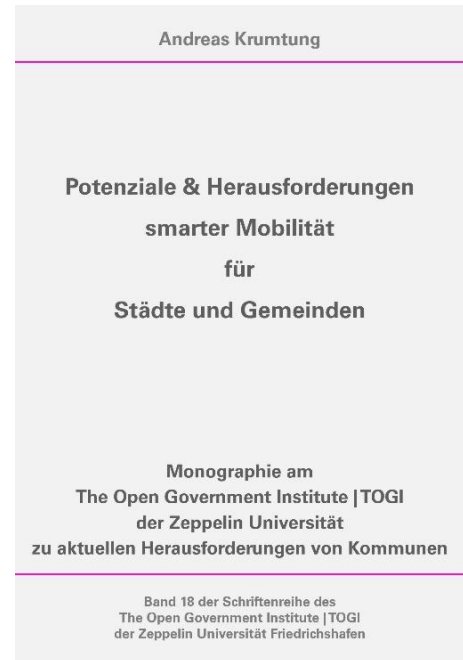 Andreas Krumtung
Potenziale & Herausforderungen
smarter Mobilität
für
Städte und Gemeinden
Monographie am
The Open Government Institute | TOGI
der Zeppelin Universität
zu aktuellen Herausforderungen von Kommunen
Band 18 der Schriftenreihe des
The Open Government Institute | TOGI
der Zeppelin Universität Friedrichshafen